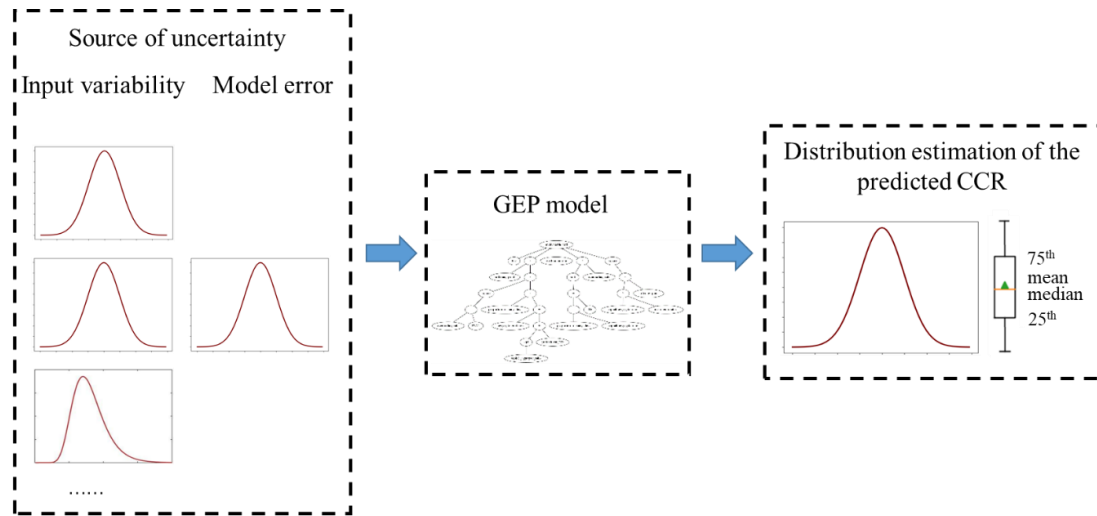 Source of uncertainty
Input variability
Model error
......
GEP model
Distribution estimation of the
predicted CCR
75th
mean
median
25th